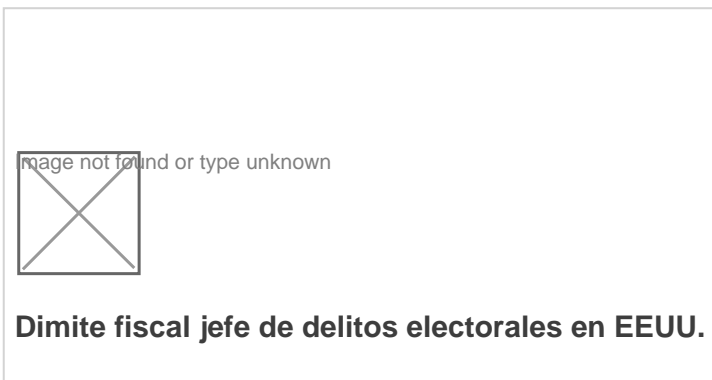 Image not found or type unknown
Dimite fiscal jefe de delitos electorales en EEUU.